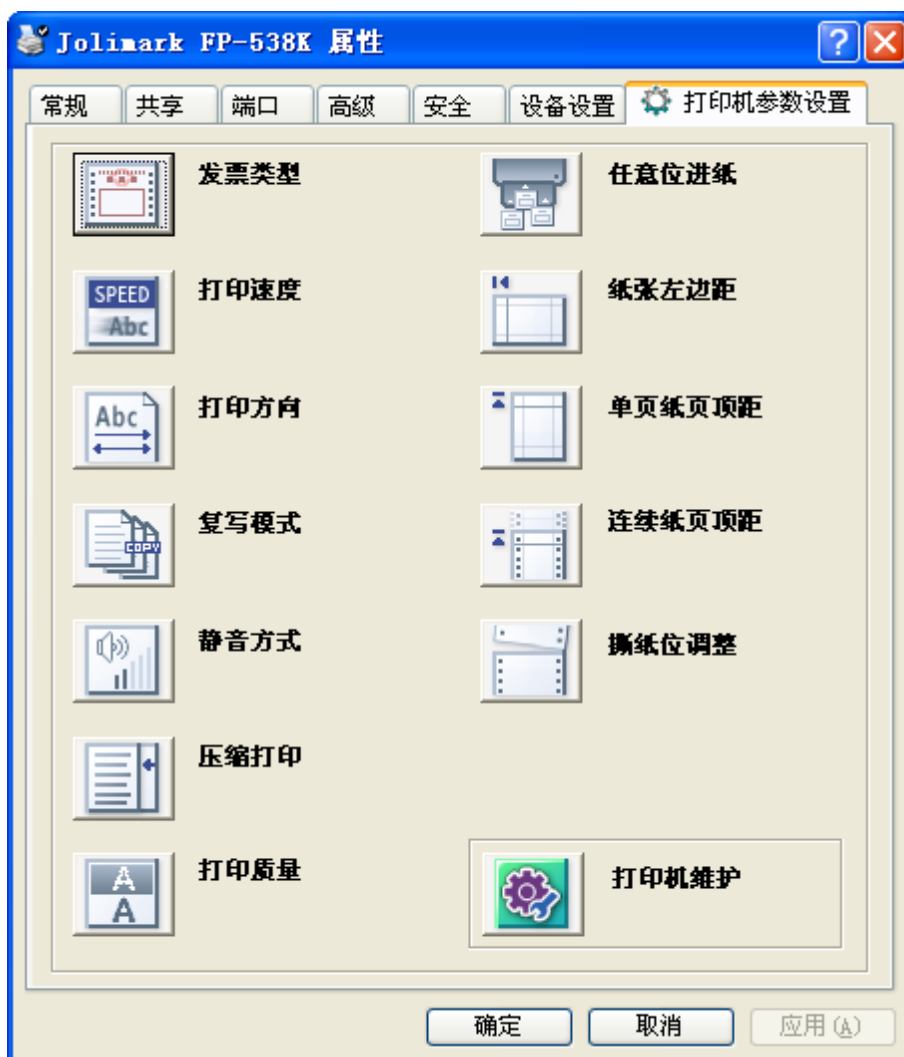 Jolimark FP-538K 属性
常规 共享 端口 高级 安全 设备设置 打印机参数设置
发票类型
任意位进纸
SPEED
Abc
打印速度
纸张左边距
Abc
打印方向
单页纸页顶距
COPY
复写模式
连续纸页顶距
静音方式
撕纸位调整
压缩打印
A
A
打印质量
打印机维护
确定 取消 应用(A)